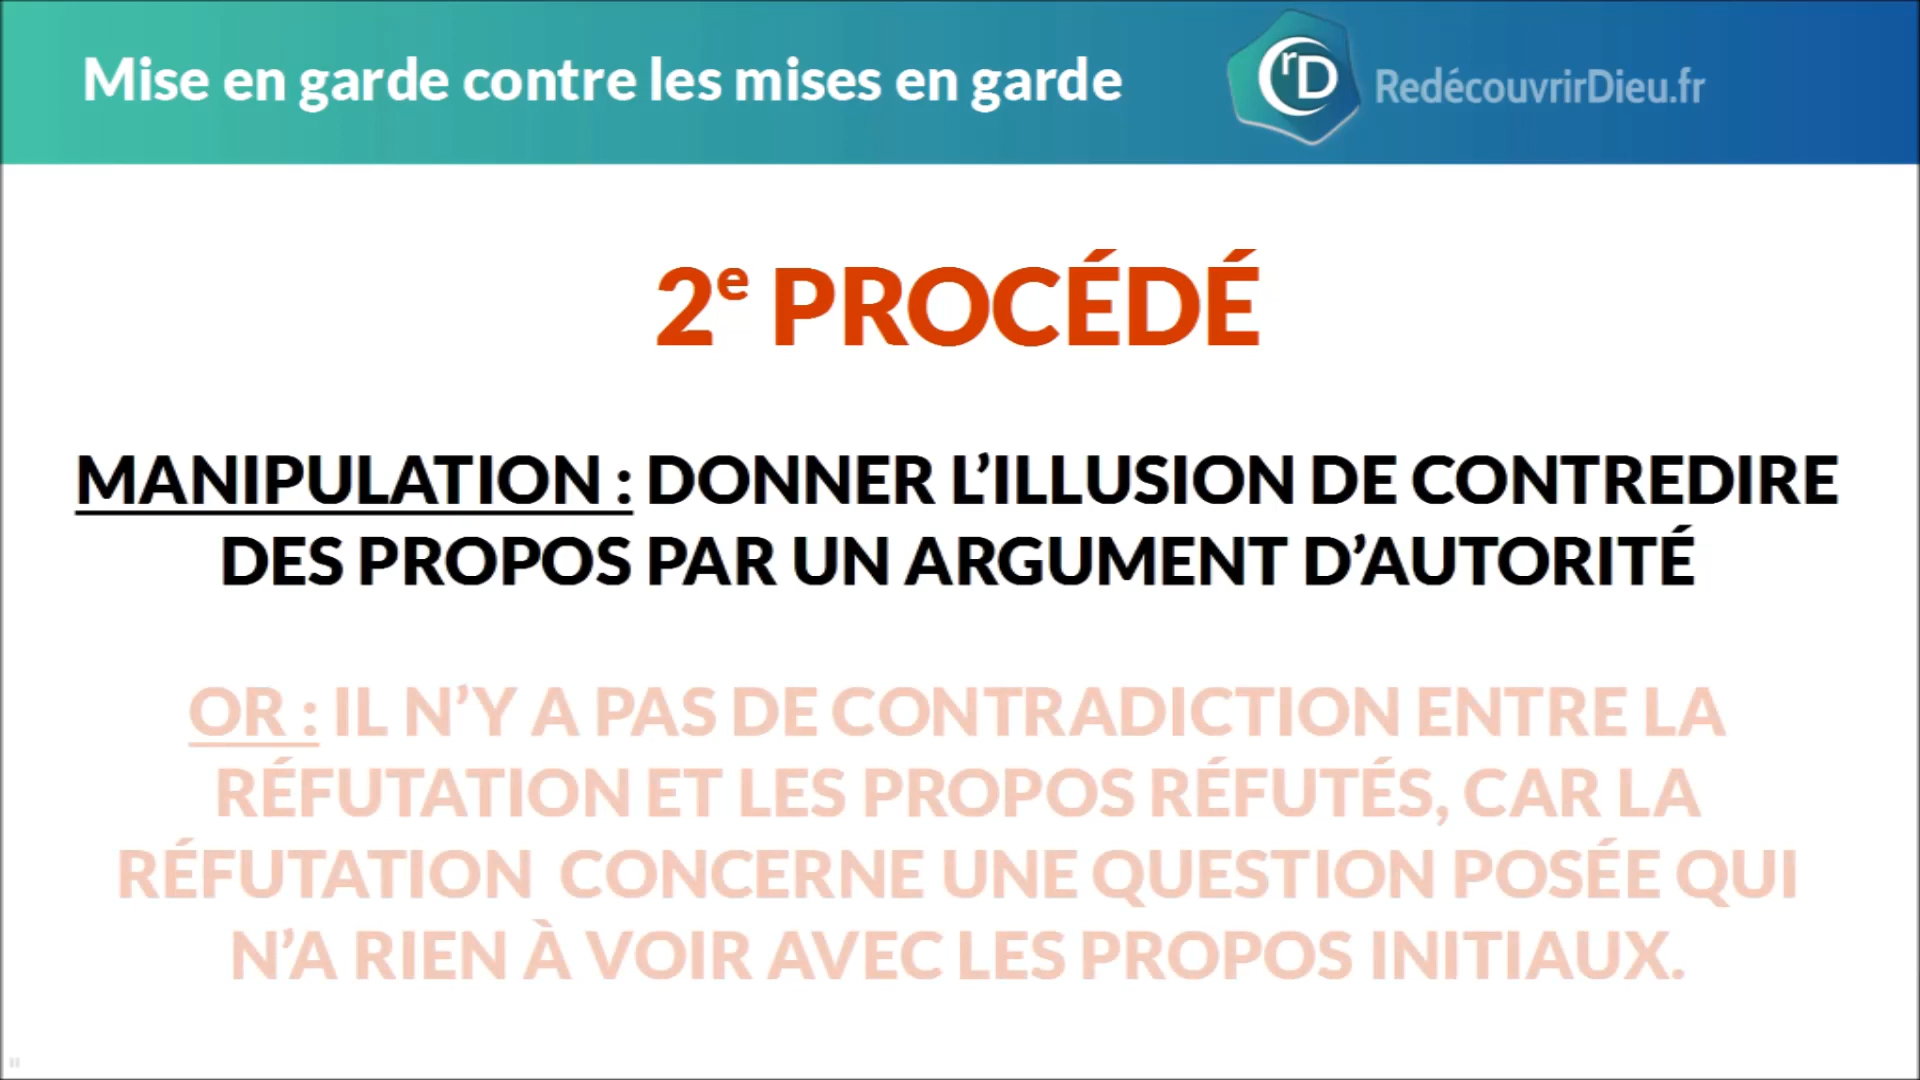 Mise en garde contre les mises en garde
rD RedécouvrirDieu.fr
2e PROCÉDÉ
MANIPULATION : DONNER L’ILLUSION DE CONTREDIRE
DES PROPOS PAR UN ARGUMENT D’AUTORITÉ
OR : IL N’Y A PAS DE CONTRADICTION ENTRE LA
RÉFUTATION ET LES PROPOS RÉFUTÉS, CAR LA
RÉFUTATION CONCERNE UNE QUESTION POSÉE QUI
N’A RIEN À VOIR AVEC LES PROPOS INITIAUX.